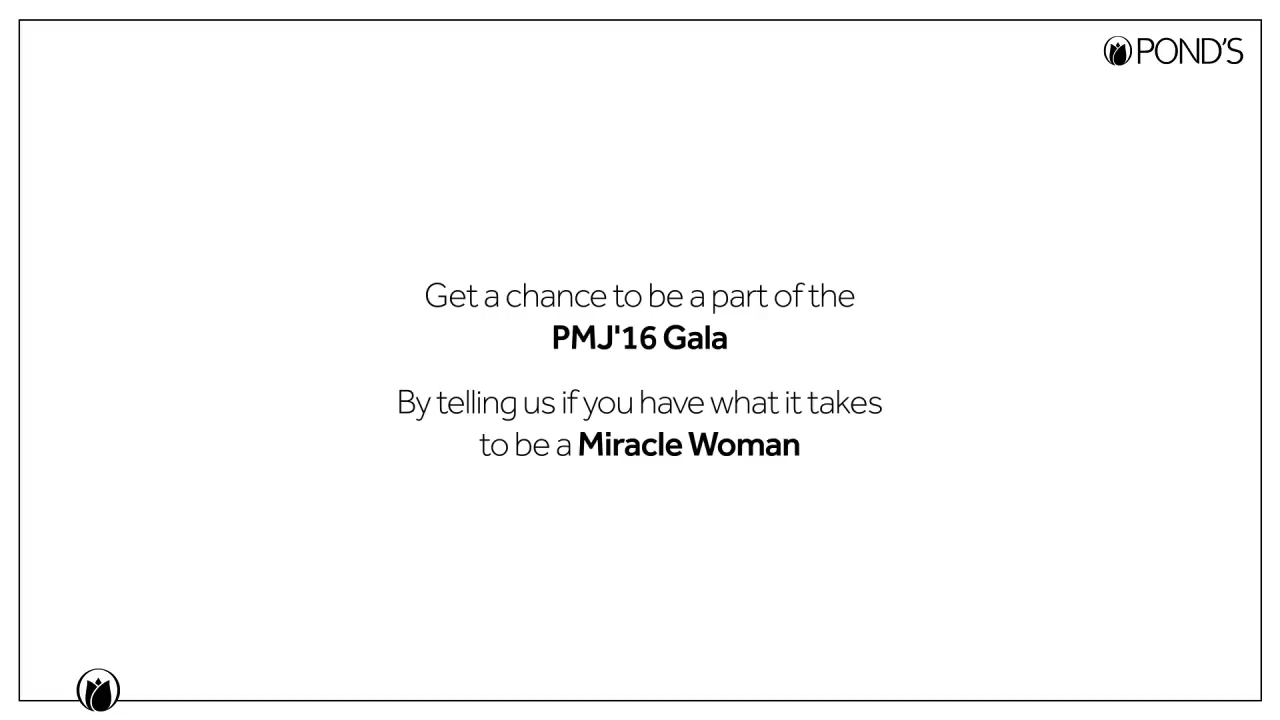 POND'S
Get a chance to be a part of the
PMJ'16 Gala
By telling us if you have what it takes
to be a Miracle Woman